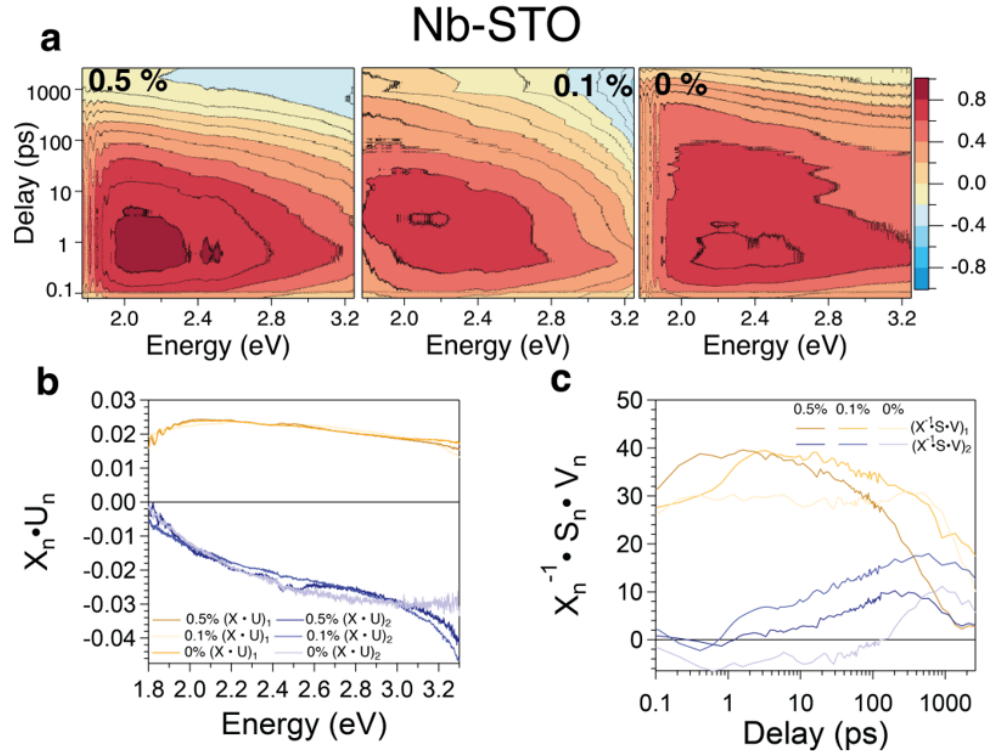 Nb-STO
a
0.5 %
0.1 %
0 %
1000
100
10
1
0.1
Delay (ps)
2.0 2.4 2.8 3.2
2.0 2.4 2.8 3.2
2.0 2.4 2.8 3.2
Energy (eV)
Energy (eV)
Energy (eV)
0.8
0.4
0.0
-0.4
-0.8
b
0.03
0.02
0.01
0.00
-0.01
-0.02
-0.03
-0.04
Xn•Un
0.5% (X • U)1
0.1% (X • U)1
0% (X • U)1
0.5% (X • U)2
0.1% (X • U)2
0% (X • U)2
1.8 2.0 2.2 2.4 2.6 2.8 3.0 3.2
Energy (eV)
c
50
40
30
20
10
0
Xn-1• Sn• Vn
0.5% 0.1% 0%
(X-1S•V)1
(X-1S•V)2
0.1 1 10 100 1000
Delay (ps)